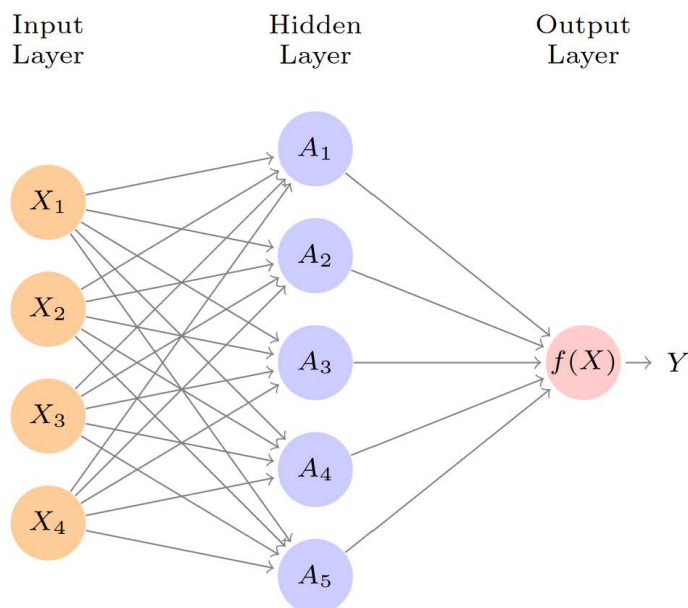 Input
Layer
Hidden
Layer
Output
Layer
X₁
X₂
X₃
X₄
A₁
A₂
A₃
A₄
A₅
f(X)
Y